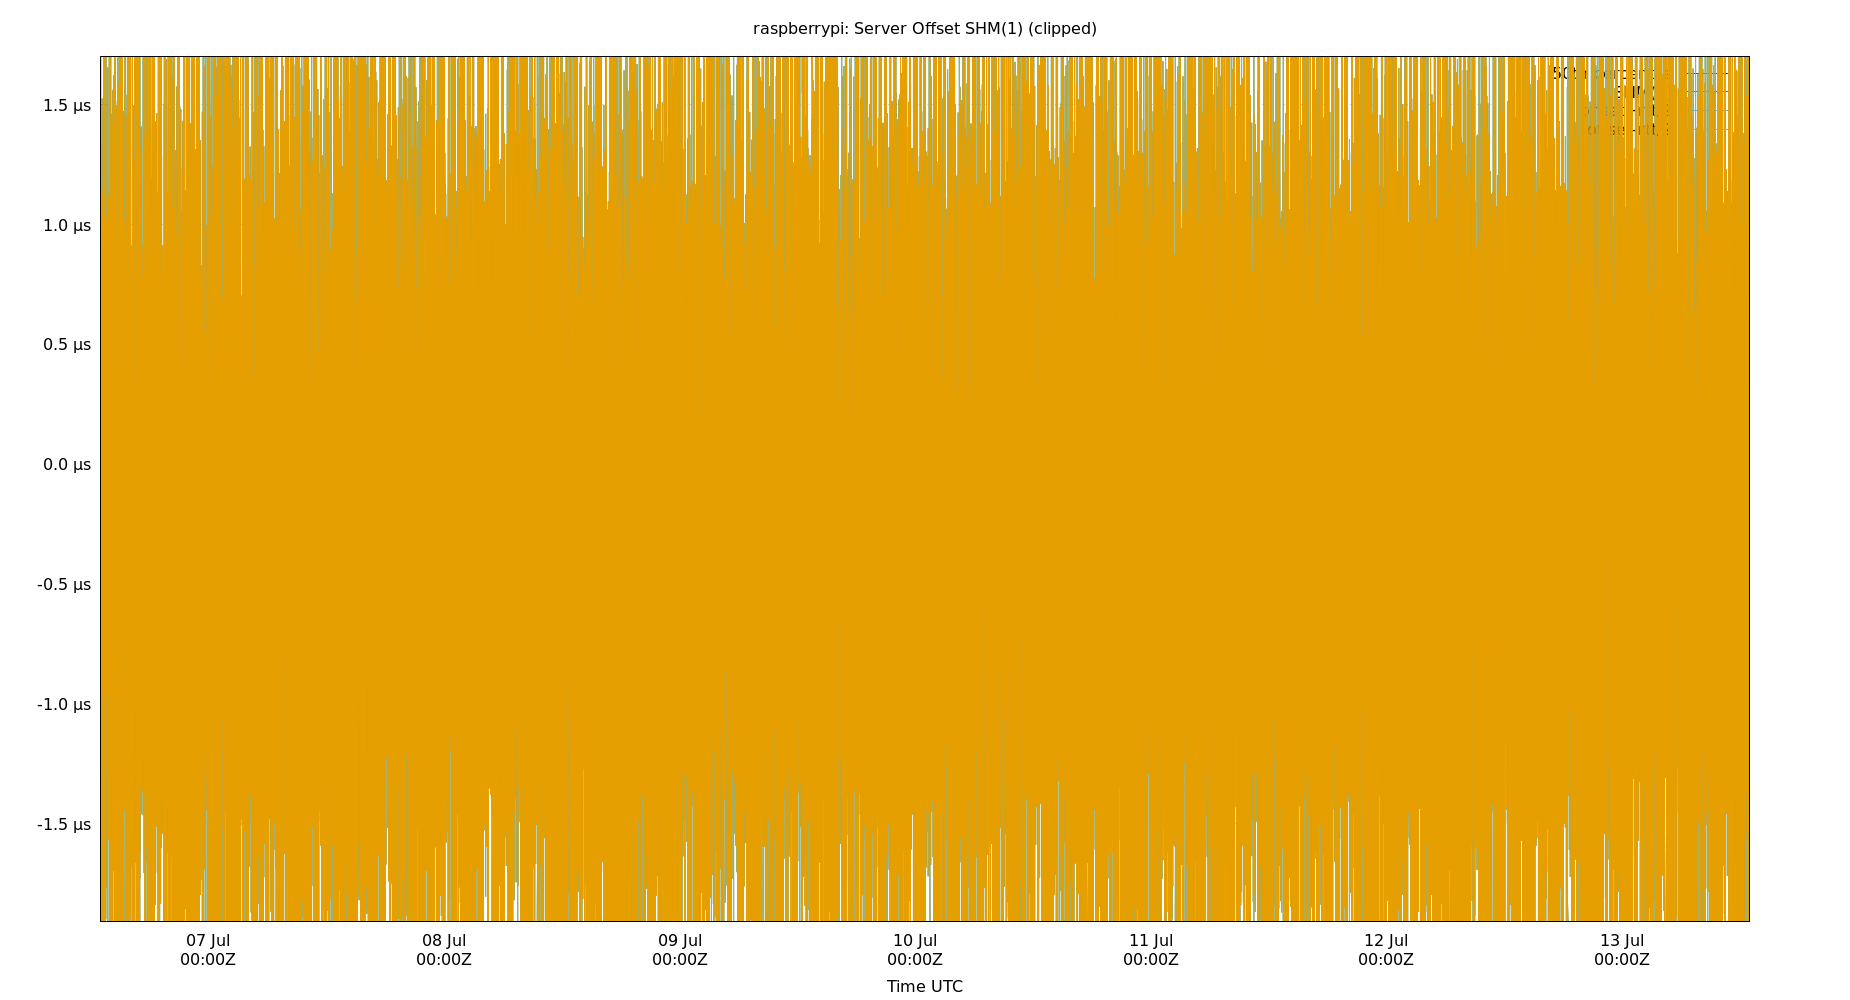 raspberrypi: Server Offset SHM(1) (clipped)
1.5 µs
1.0 µs
0.5 µs
0.0 µs
-0.5 µs
-1.0 µs
-1.5 µs
07 Jul 08 Jul 09 Jul 10 Jul 11 Jul 12 Jul 13 Jul
00:00Z 00:00Z 00:00Z 00:00Z 00:00Z 00:00Z 00:00Z
Time UTC